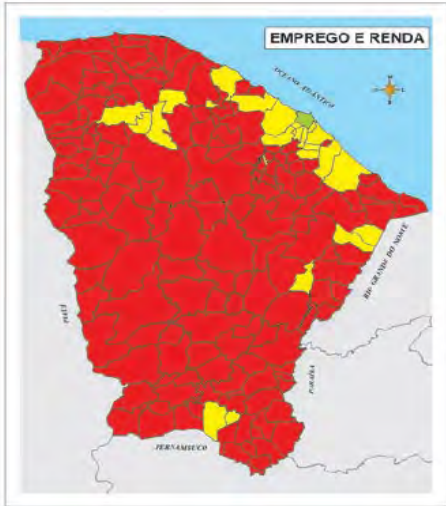 EMPREGO E RENDA
OCEANO ATLÂNTICO
RIO GRANDE DO NORTE
PIAUÍ
PARAÍBA
PERNAMBUCO